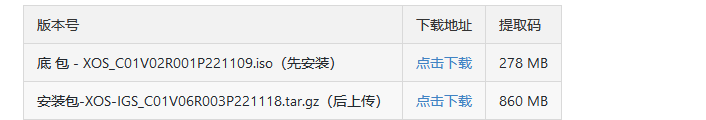 版本号 下载地址 提取码
底 包 - XOS_C01V02R001P221109.iso（先安装） 点击下载 278 MB
安装包-XOS-IGS_C01V06R003P221118.tar.gz（后上传） 点击下载 860 MB